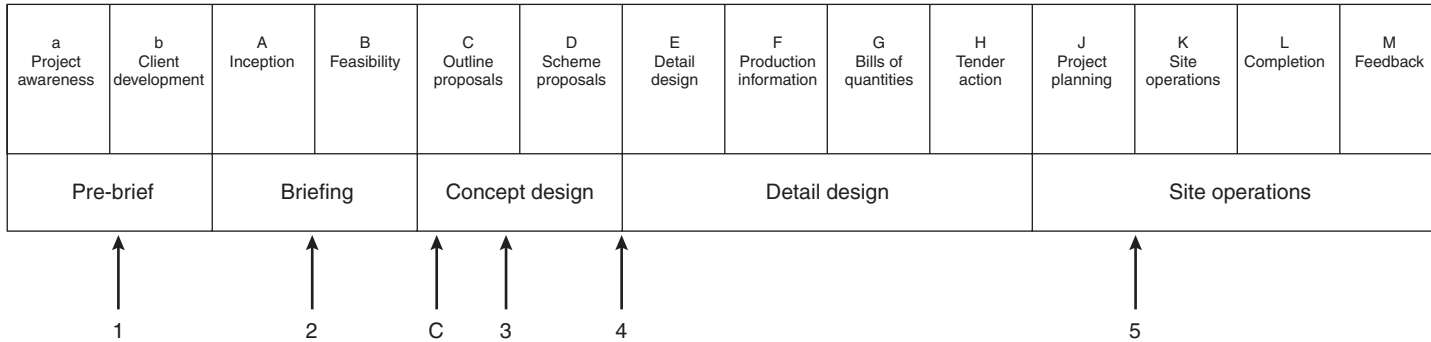 a
Project
awareness
b
Client
development
A
Inception
B
Feasibility
C
Outline
proposals
D
Scheme
proposals
E
Detail
design
F
Production
information
G
Bills of
quantities
H
Tender
action
J
Project
planning
K
Site
operations
L
Completion
M
Feedback
Pre-brief
Briefing
Concept design
Detail design
Site operations
1
2
C
3
4
5